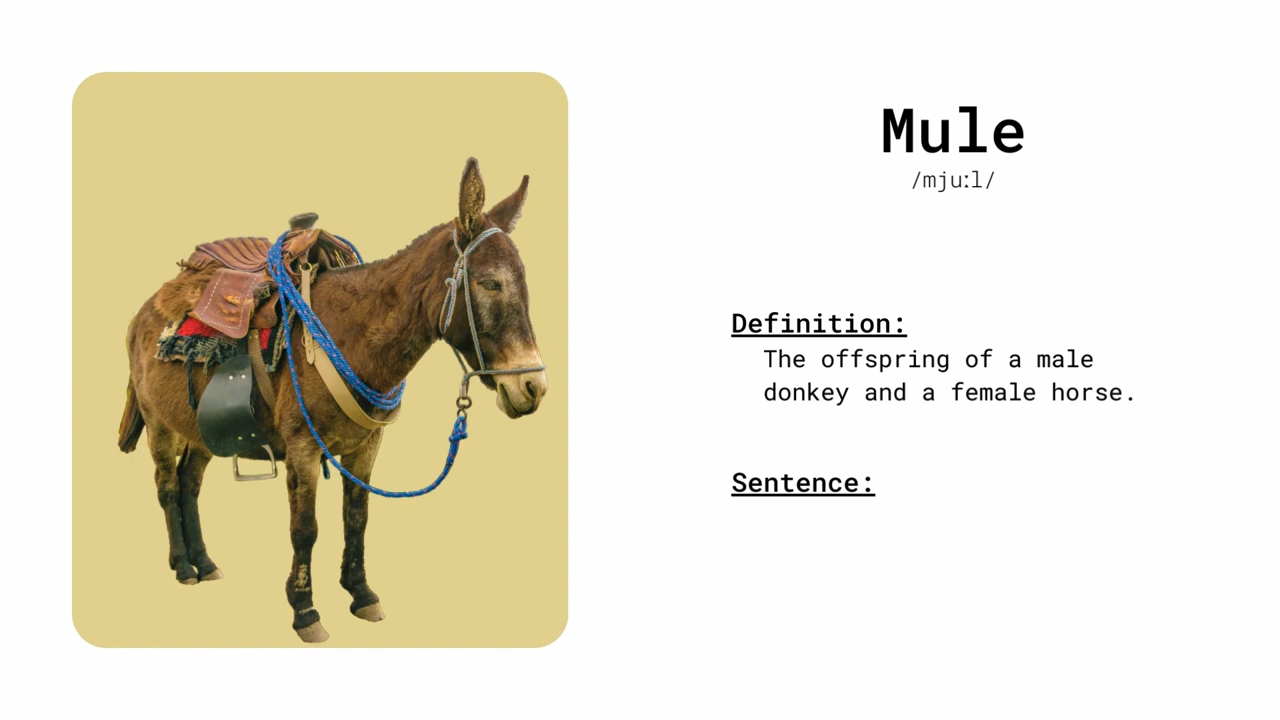 Mule
/mjuːl/
Definition:
The offspring of a male
donkey and a female horse.
Sentence: